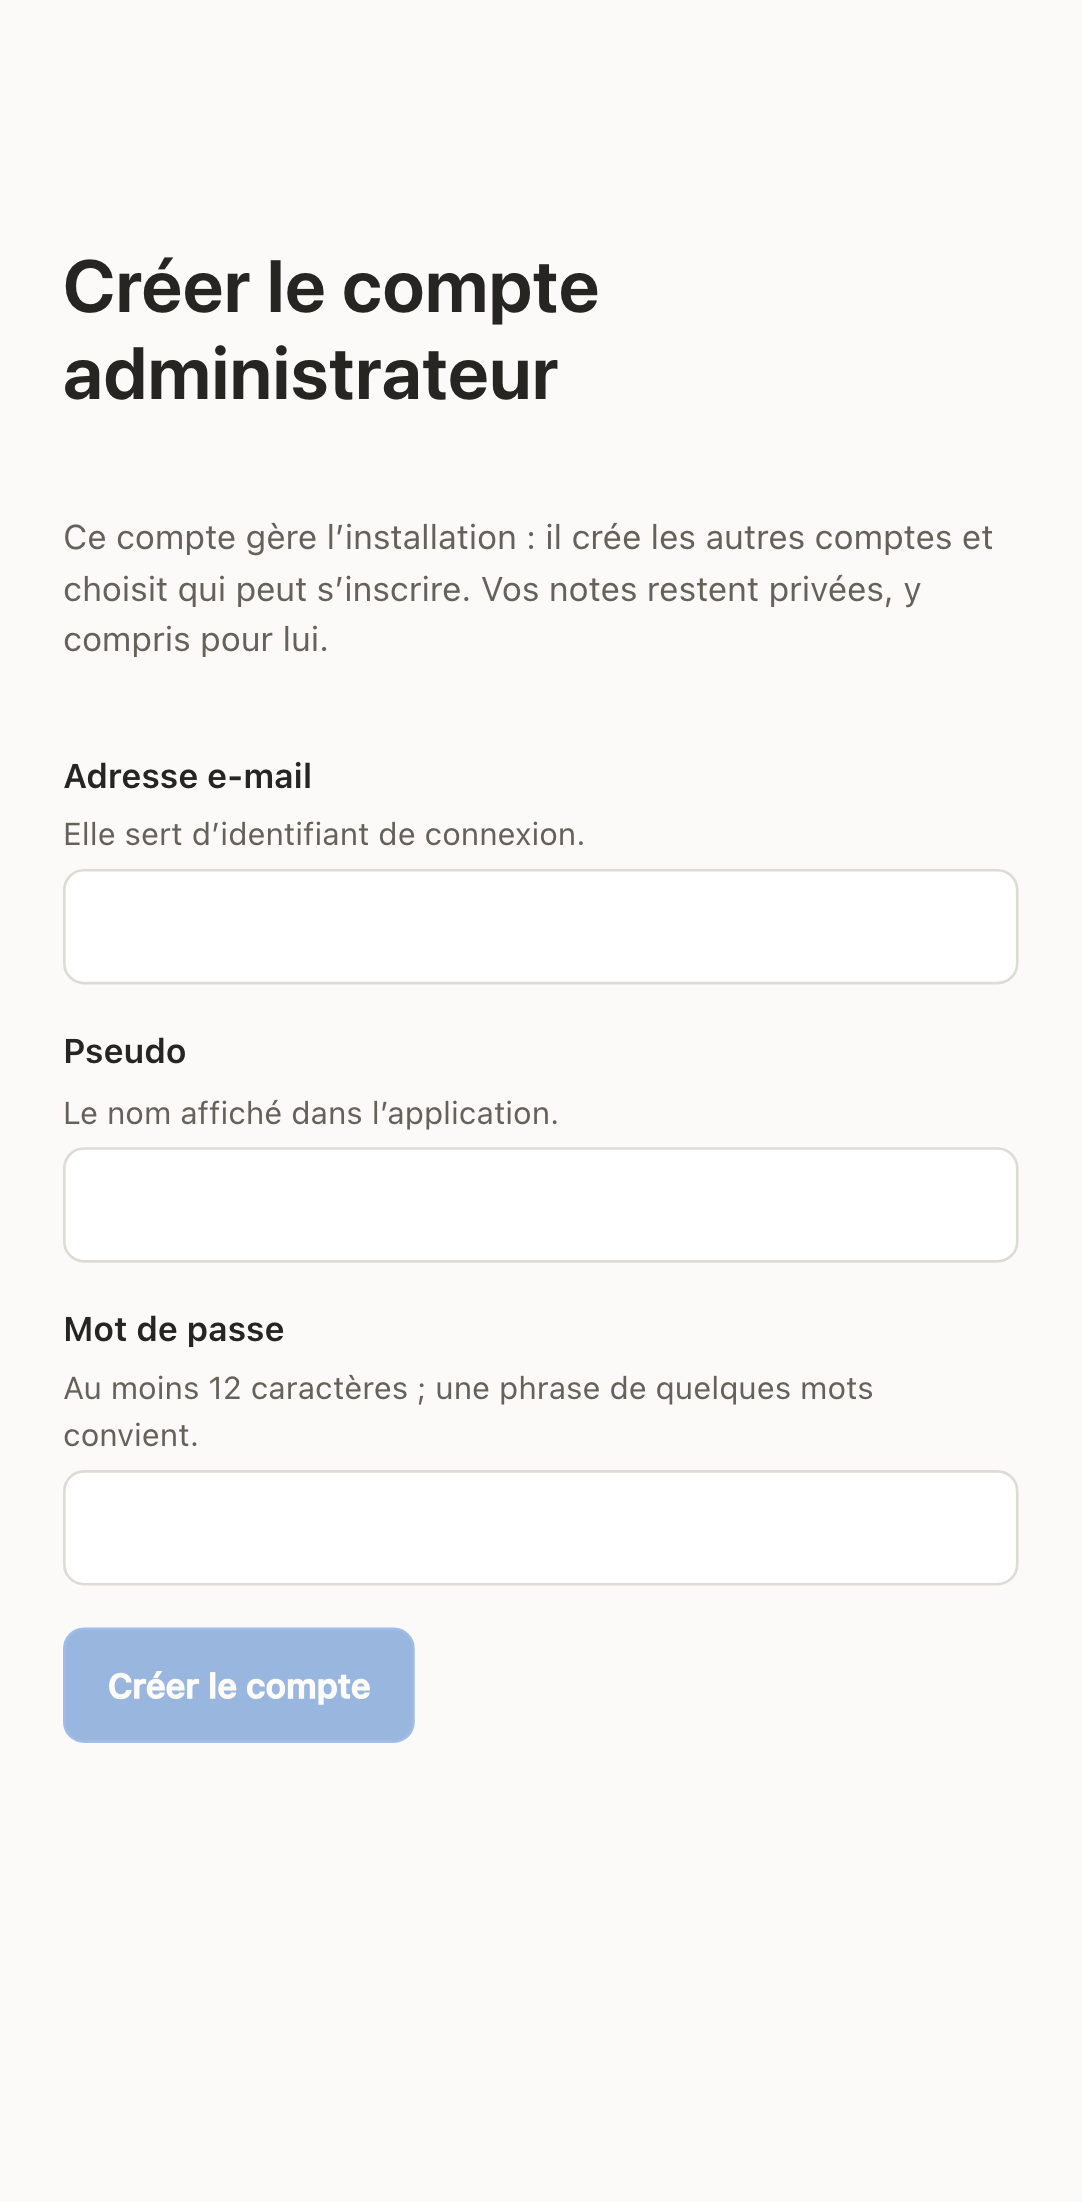 Créer le compte
administrateur
Ce compte gère l’installation : il crée les autres comptes et
choisit qui peut s’inscrire. Vos notes restent privées, y
compris pour lui.
Adresse e-mail
Elle sert d’identifiant de connexion.
Pseudo
Le nom affiché dans l’application.
Mot de passe
Au moins 12 caractères ; une phrase de quelques mots
convient.
Créer le compte